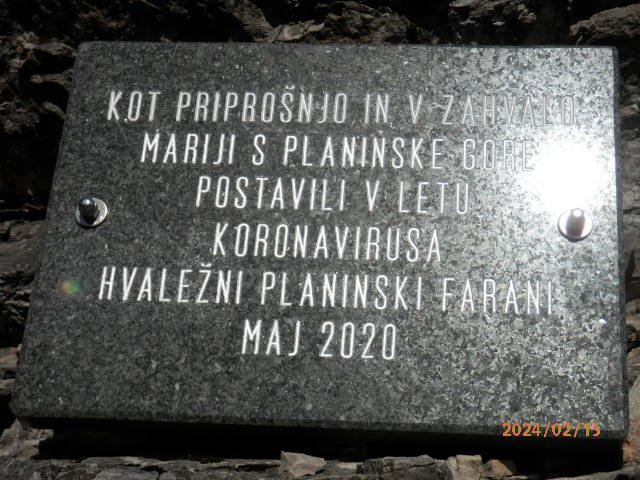 KOT PRIPROŠNJO IN V ZAHVALO
MARIJI S PLANINSKE GORE
POSTAVILI V LETU
KORONAVIRUSA
HVALEŽNI PLANINSKI FARANI
MAJ 2020
2024/02/15